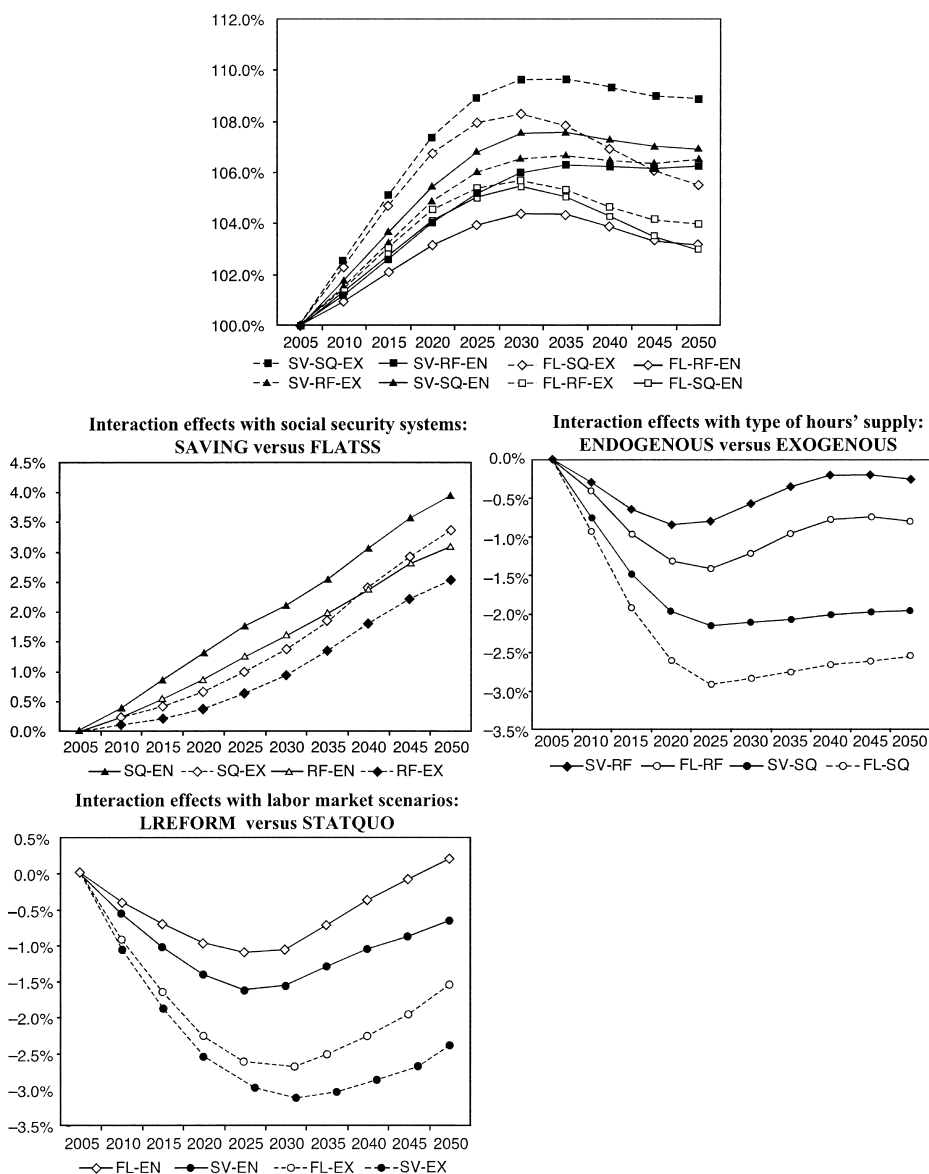 112.0%
110.0%
108.0%
106.0%
104.0%
102.0%
100.0%
2005 2010 2015 2020 2025 2030 2035 2040 2045 2050
SV-SQ-EX SV-RF-EN FL-SQ-EX FL-RF-EN
SV-RF-EX SV-SQ-EN FL-RF-EX FL-SQ-EN
Interaction effects with social security systems:
SAVING versus FLATSS
4.5%
4.0%
3.5%
3.0%
2.5%
2.0%
1.5%
1.0%
0.5%
0.0%
2005 2010 2015 2020 2025 2030 2035 2040 2045 2050
SQ-EN SQ-EX RF-EN RF-EX
Interaction effects with type of hours’ supply:
ENDOGENOUS versus EXOGENOUS
0.0%
−0.5%
−1.0%
−1.5%
−2.0%
−2.5%
−3.0%
−3.5%
2005 2010 2015 2020 2025 2030 2035 2040 2045 2050
SV-RF FL-RF SV-SQ FL-SQ
Interaction effects with labor market scenarios:
LREFORM versus STATQUO
0.5%
0.0%
−0.5%
−1.0%
−1.5%
−2.0%
−2.5%
−3.0%
−3.5%
2005 2010 2015 2020 2025 2030 2035 2040 2045 2050
FL-EN SV-EN FL-EX SV-EX